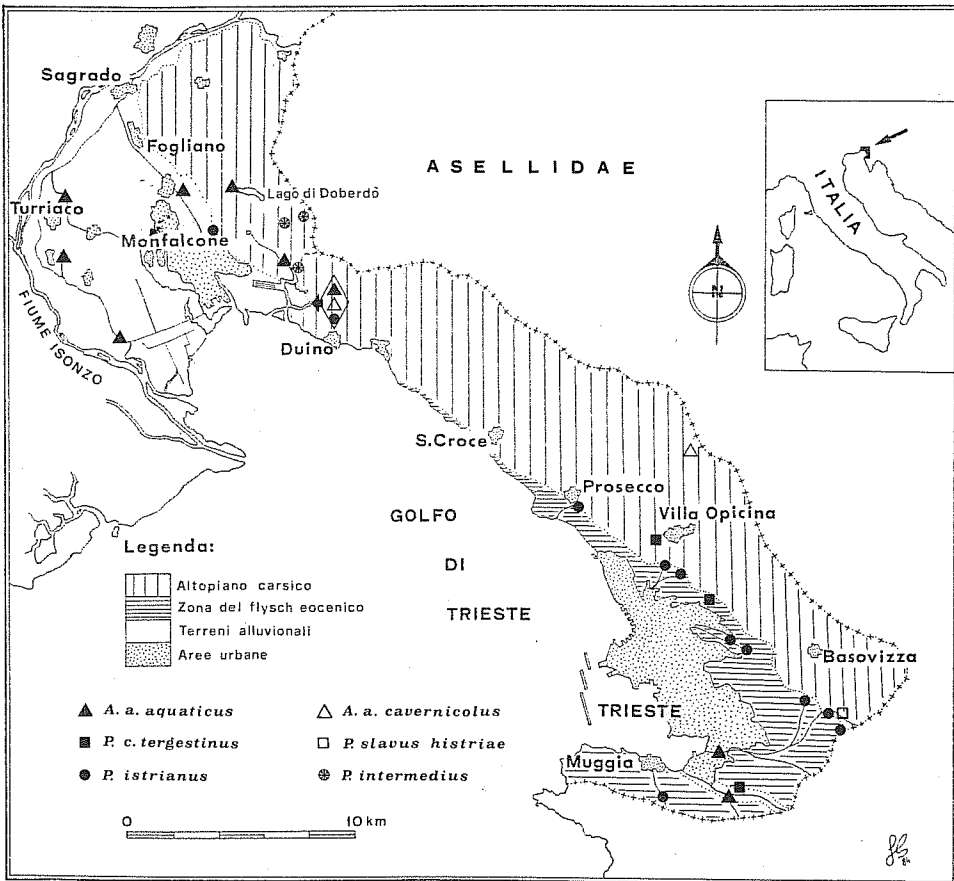 Sagrado
Fogliano
ASELLIDAE
Lago di Doberdò
Turriaco
Monfalcone
ITALIA
N
FIUME ISONZO
Duino
S.Croce
Prosecco
Villa Opicina
GOLFO
DI
TRIESTE
Legenda:
Altopiano carsico
Zona del flysch eocenico
Terreni alluvionali
Aree urbane
Basovizza
TRIESTE
Muggia
A. a. aquaticus
A. a. cavernicolus
P. c. tergestinus
P. slavus histriae
P. istrianus
P. intermedius
0 10 km